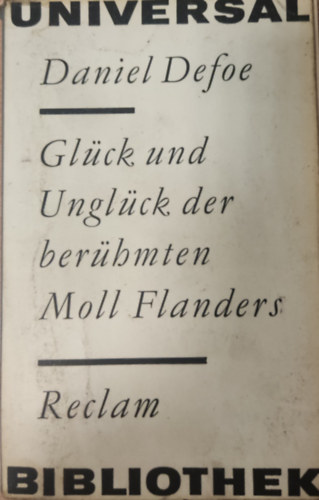 UNIVERSAL
Daniel Defoe
Glück und
Unglück der
berühmten
Moll Flanders
Reclam
BIBLIOTHEK